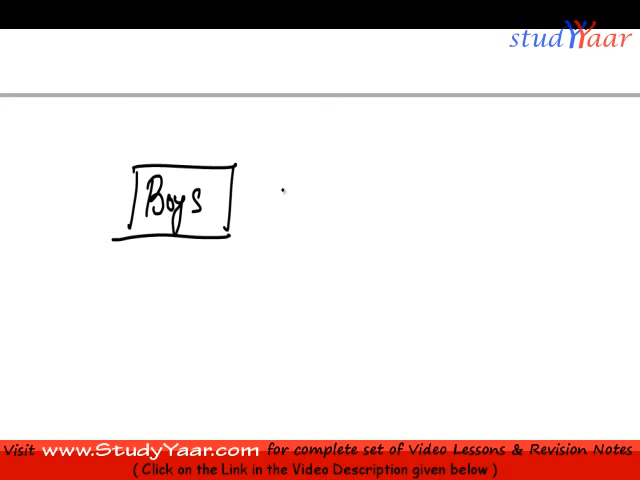 studYYaar
Boys
Visit www.StudyYaar.com for complete set of Video Lessons & Revision Notes
( Click on the Link in the Video Description given below )